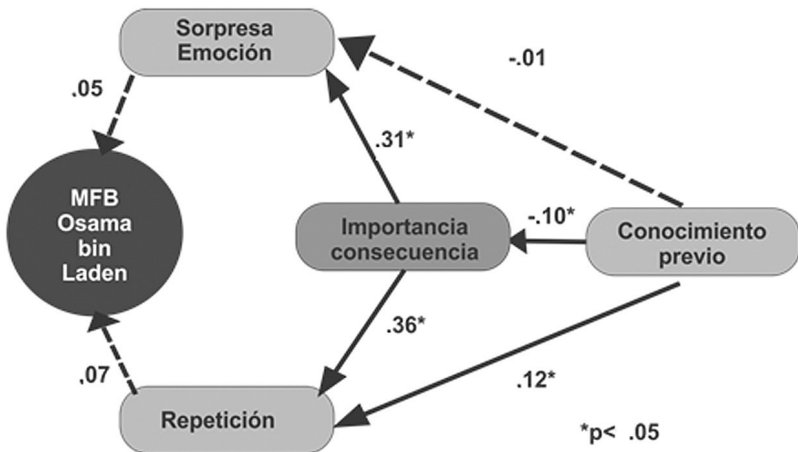 Sorpresa
Emoción
-.01
.05
.31*
MFB
Osama
bin
Laden
Importancia
consecuencia
-.10*
Conocimiento
previo
.36*
.07
.12*
Repetición
*p< .05